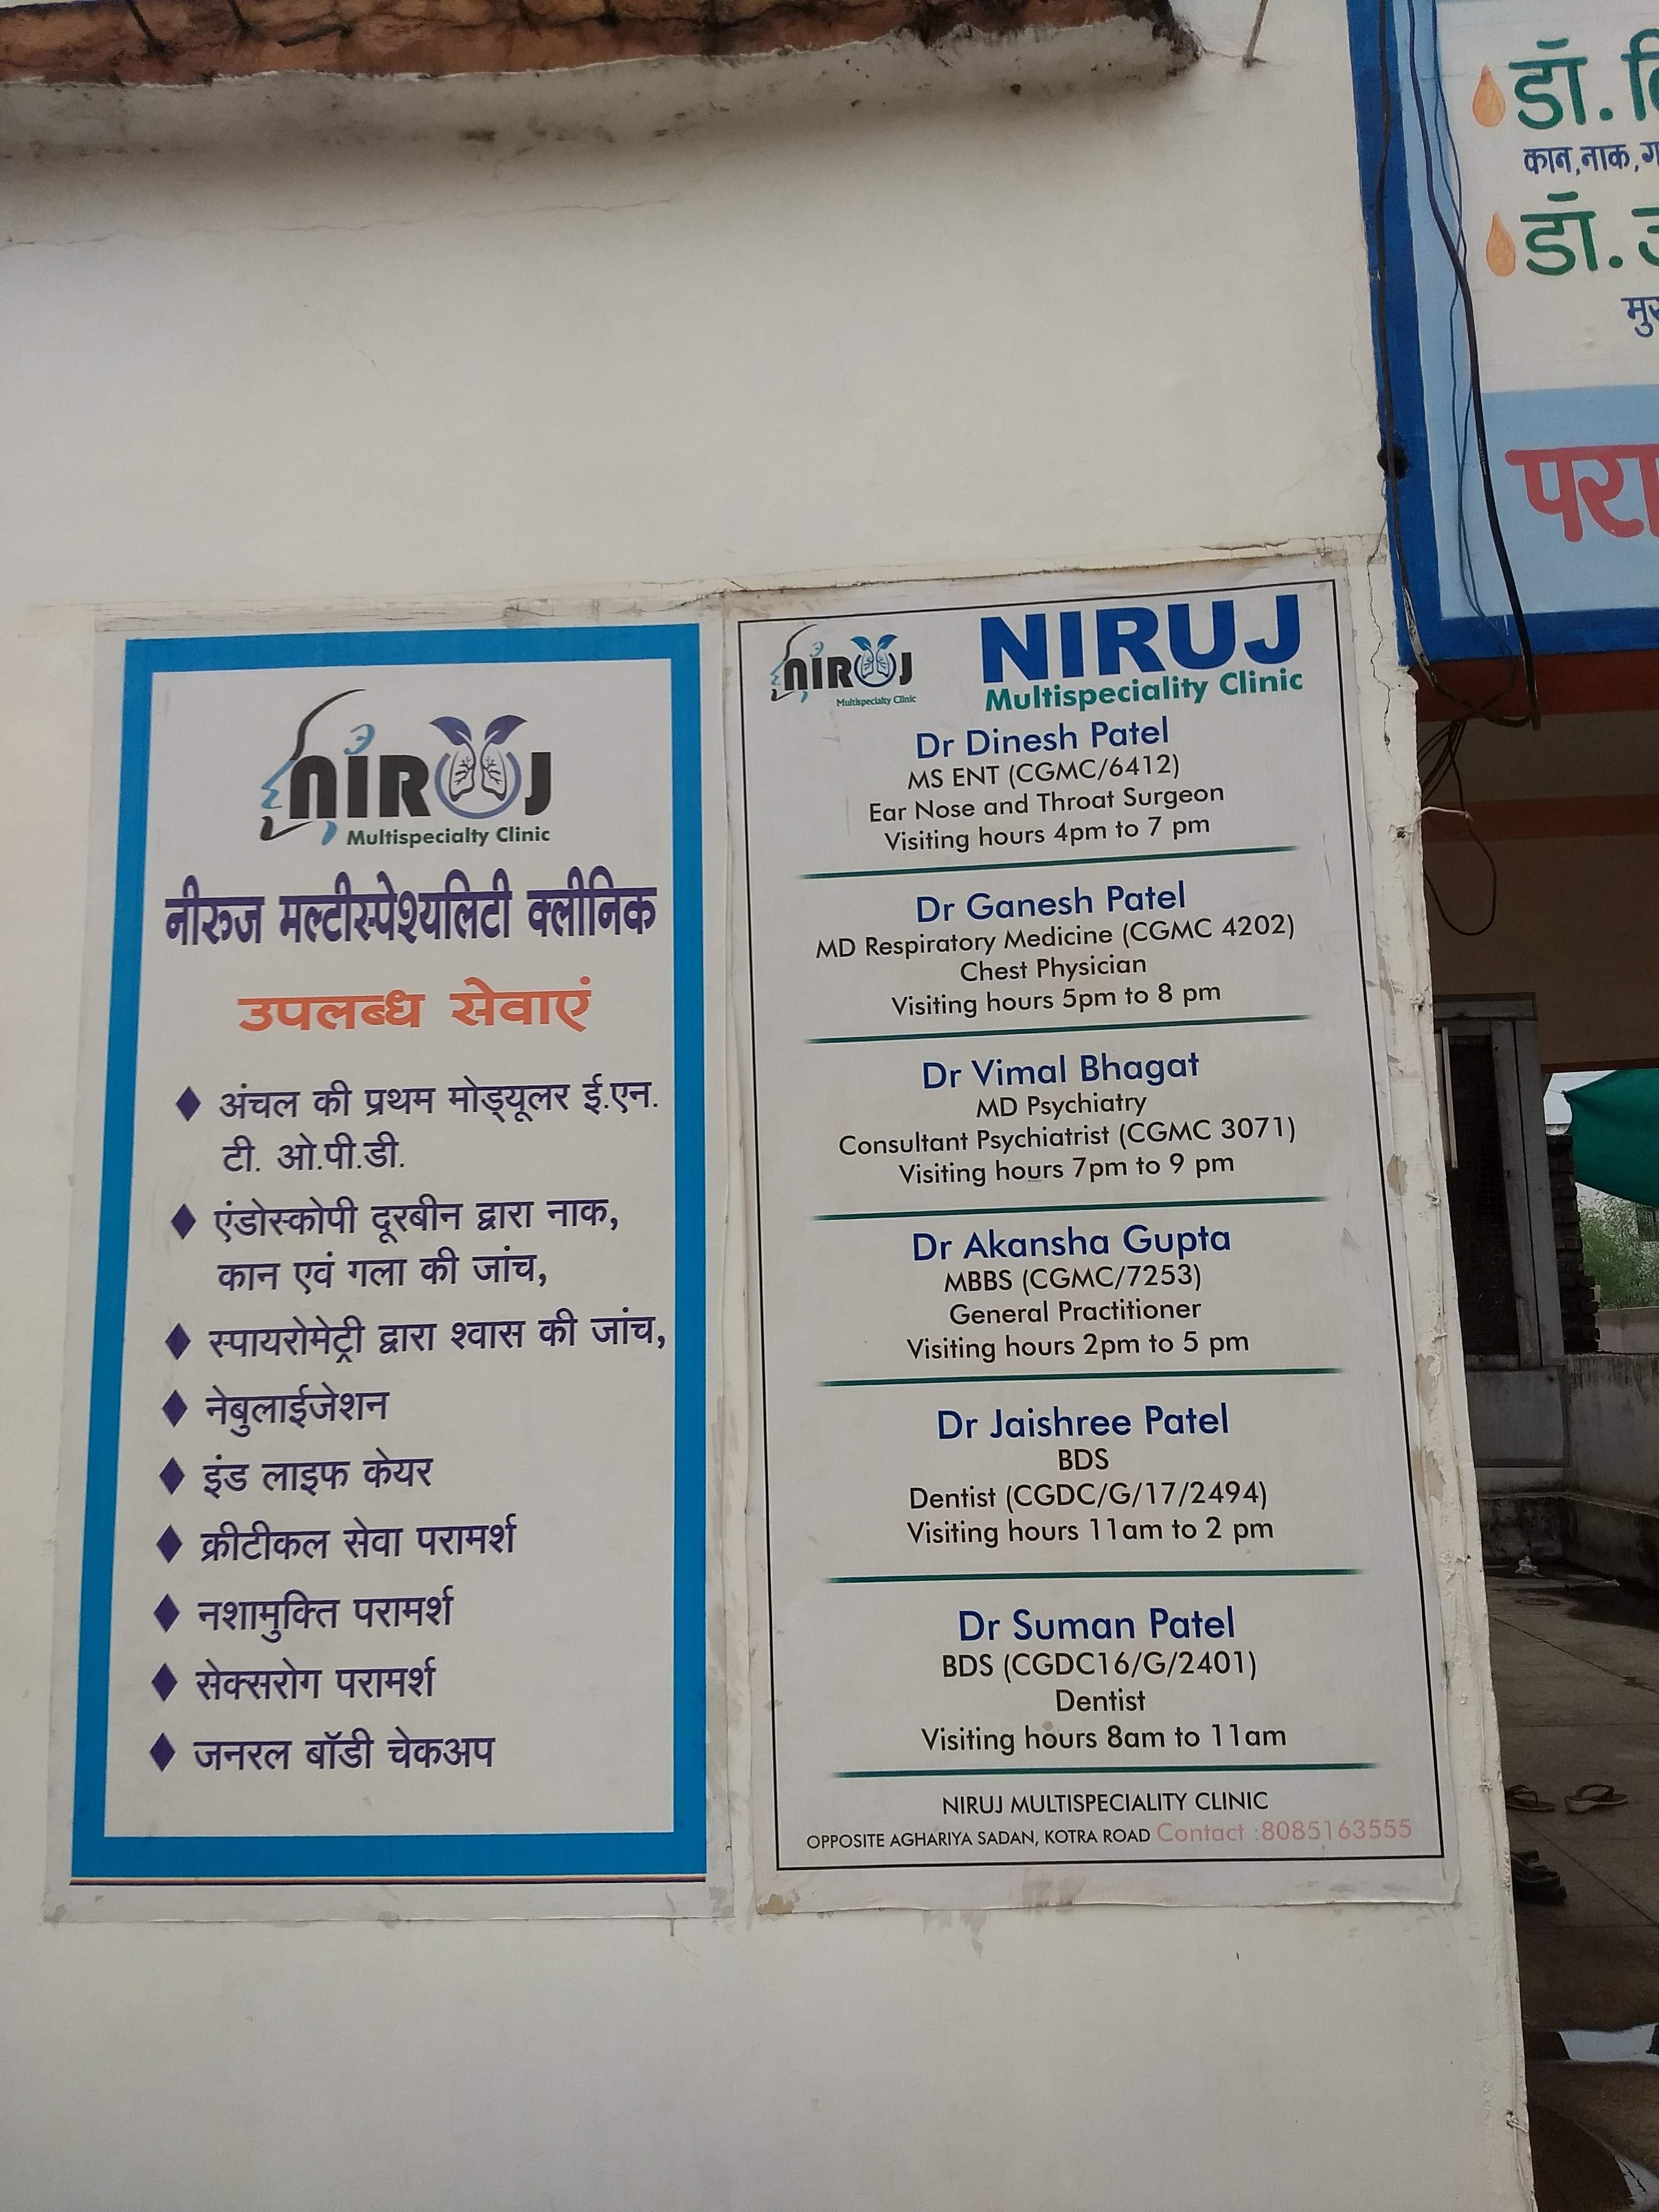 NIRUJ
Multispecialty Clinic
नीरूज मल्टीस्पेश्यलिटी क्लीनिक
उपलब्ध सेवाएं
अंचल की प्रथम मोड्यूलर ई.एन.
टी. ओ.पी.डी.
एंडोस्कोपी दूरबीन द्वारा नाक,
कान एवं गला की जांच,
स्पायरोमेट्री द्वारा श्वास की जांच,
नेबुलाईजेशन
इंड लाइफ केयर
क्रीटीकल सेवा परामर्श
नशामुक्ति परामर्श
सेक्सरोग परामर्श
जनरल बॉडी चेकअप
NIRUJ
Multispecialty Clinic
NIRUJ
Multispeciality Clinic
Dr Dinesh Patel
MS ENT (CGMC/6412)
Ear Nose and Throat Surgeon
Visiting hours 4pm to 7 pm
Dr Ganesh Patel
MD Respiratory Medicine (CGMC 4202)
Chest Physician
Visiting hours 5pm to 8 pm
Dr Vimal Bhagat
MD Psychiatry
Consultant Psychiatrist (CGMC 3071)
Visiting hours 7pm to 9 pm
Dr Akansha Gupta
MBBS (CGMC/7253)
General Practitioner
Visiting hours 2pm to 5 pm
Dr Jaishree Patel
BDS
Dentist (CGDC/G/17/2494)
Visiting hours 11am to 2 pm
Dr Suman Patel
BDS (CGDC16/G/2401)
Dentist
Visiting hours 8am to 11am
NIRUJ MULTISPECIALITY CLINIC
OPPOSITE AGHARIYA SADAN, KOTRA ROAD Contact :8085163555
डॉ.
कान,नाक,
डॉ.